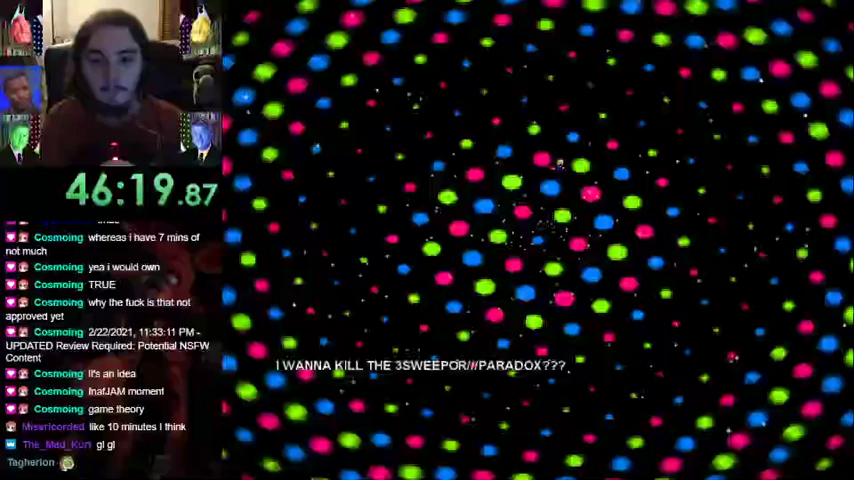 46:19.87
Cosmoing whereas i have 7 mins of
not much
Cosmoing yea i would own
Cosmoing TRUE
Cosmoing why the fuck is that not
approved yet
Cosmoing 2/22/2021, 11:33:11 PM -
UPDATED Review Required: Potential NSFW
Content
Cosmoing It's an idea
Cosmoing fnafJAM moment
Cosmoing game theory
Misricorded like 10 minutes I think
The_Mad_Kurt gl gl
Tagherion
I WANNA KILL THE 3SWEEPOR/#PARADOX???